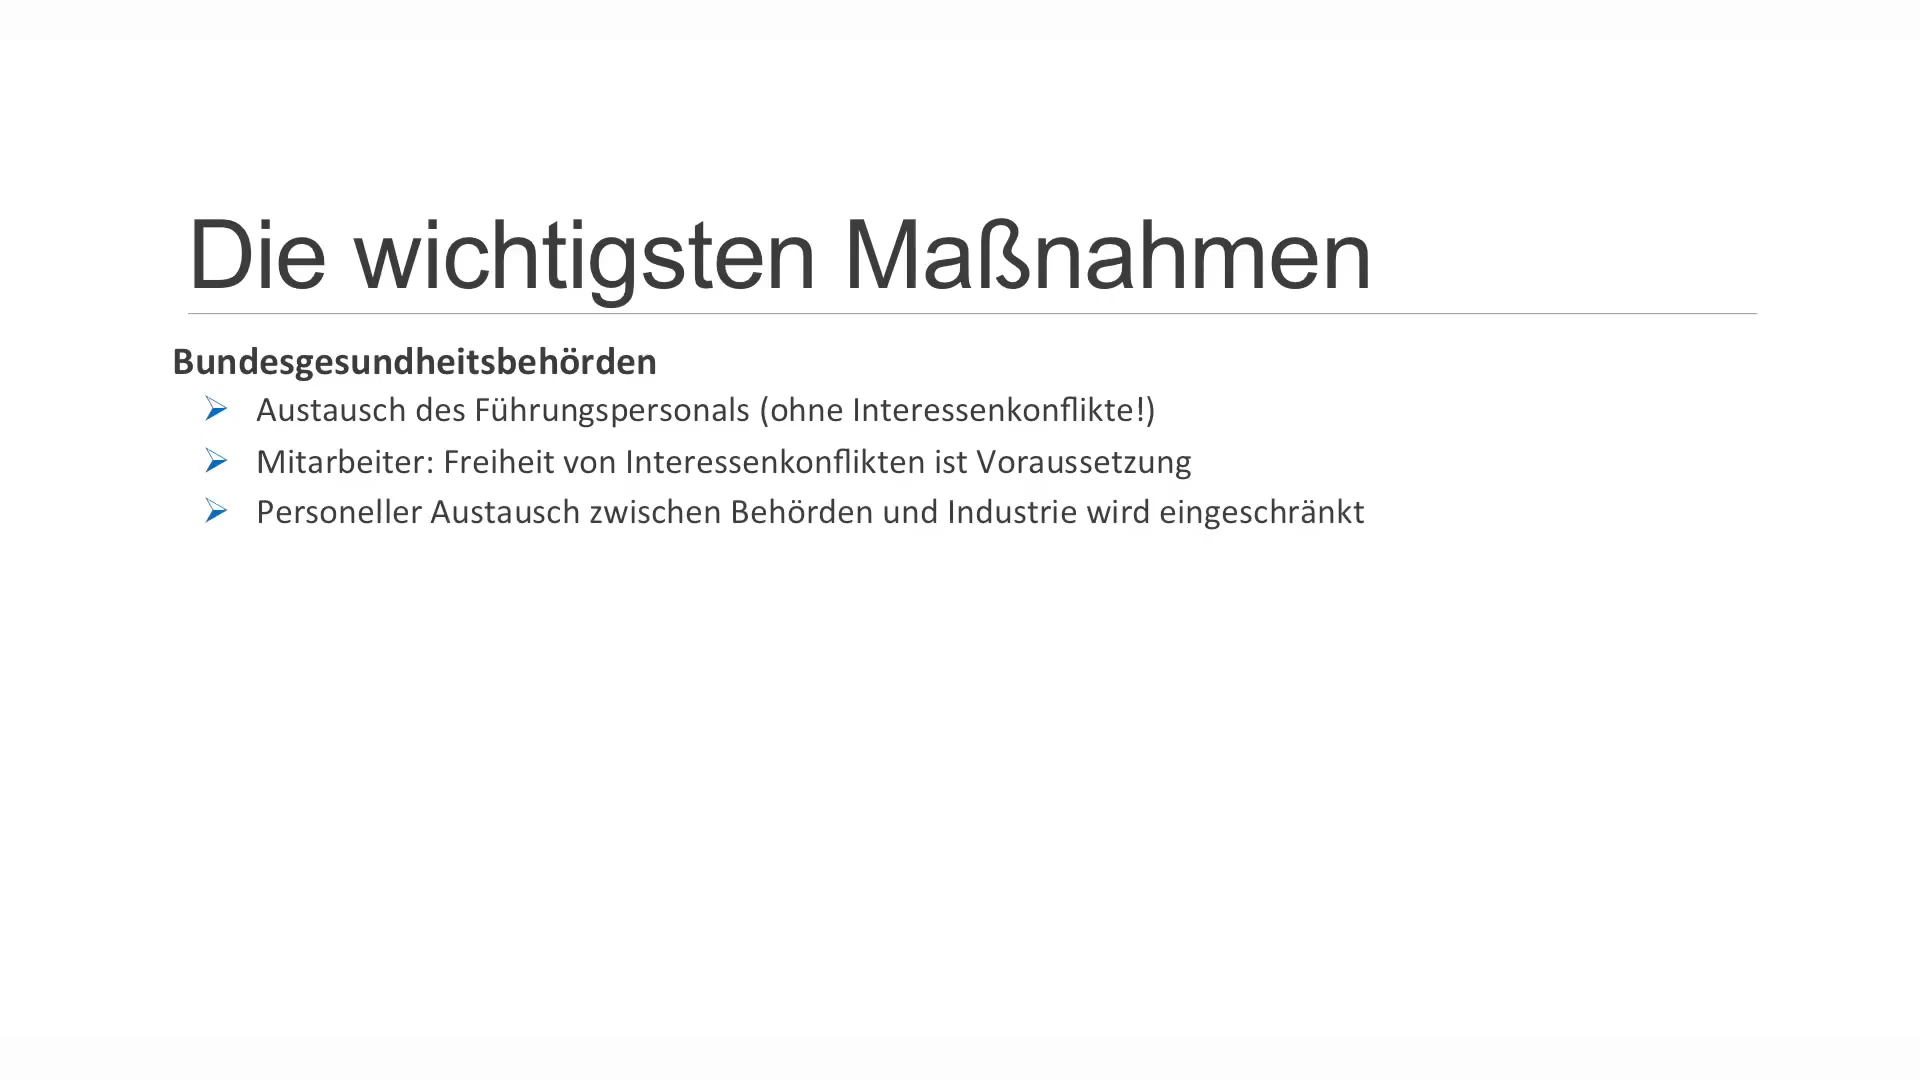 Die wichtigsten Maßnahmen
Bundesgesundheitsbehörden
Austausch des Führungspersonals (ohne Interessenkonflikte!)
Mitarbeiter: Freiheit von Interessenkonflikten ist Voraussetzung
Personeller Austausch zwischen Behörden und Industrie wird eingeschränkt